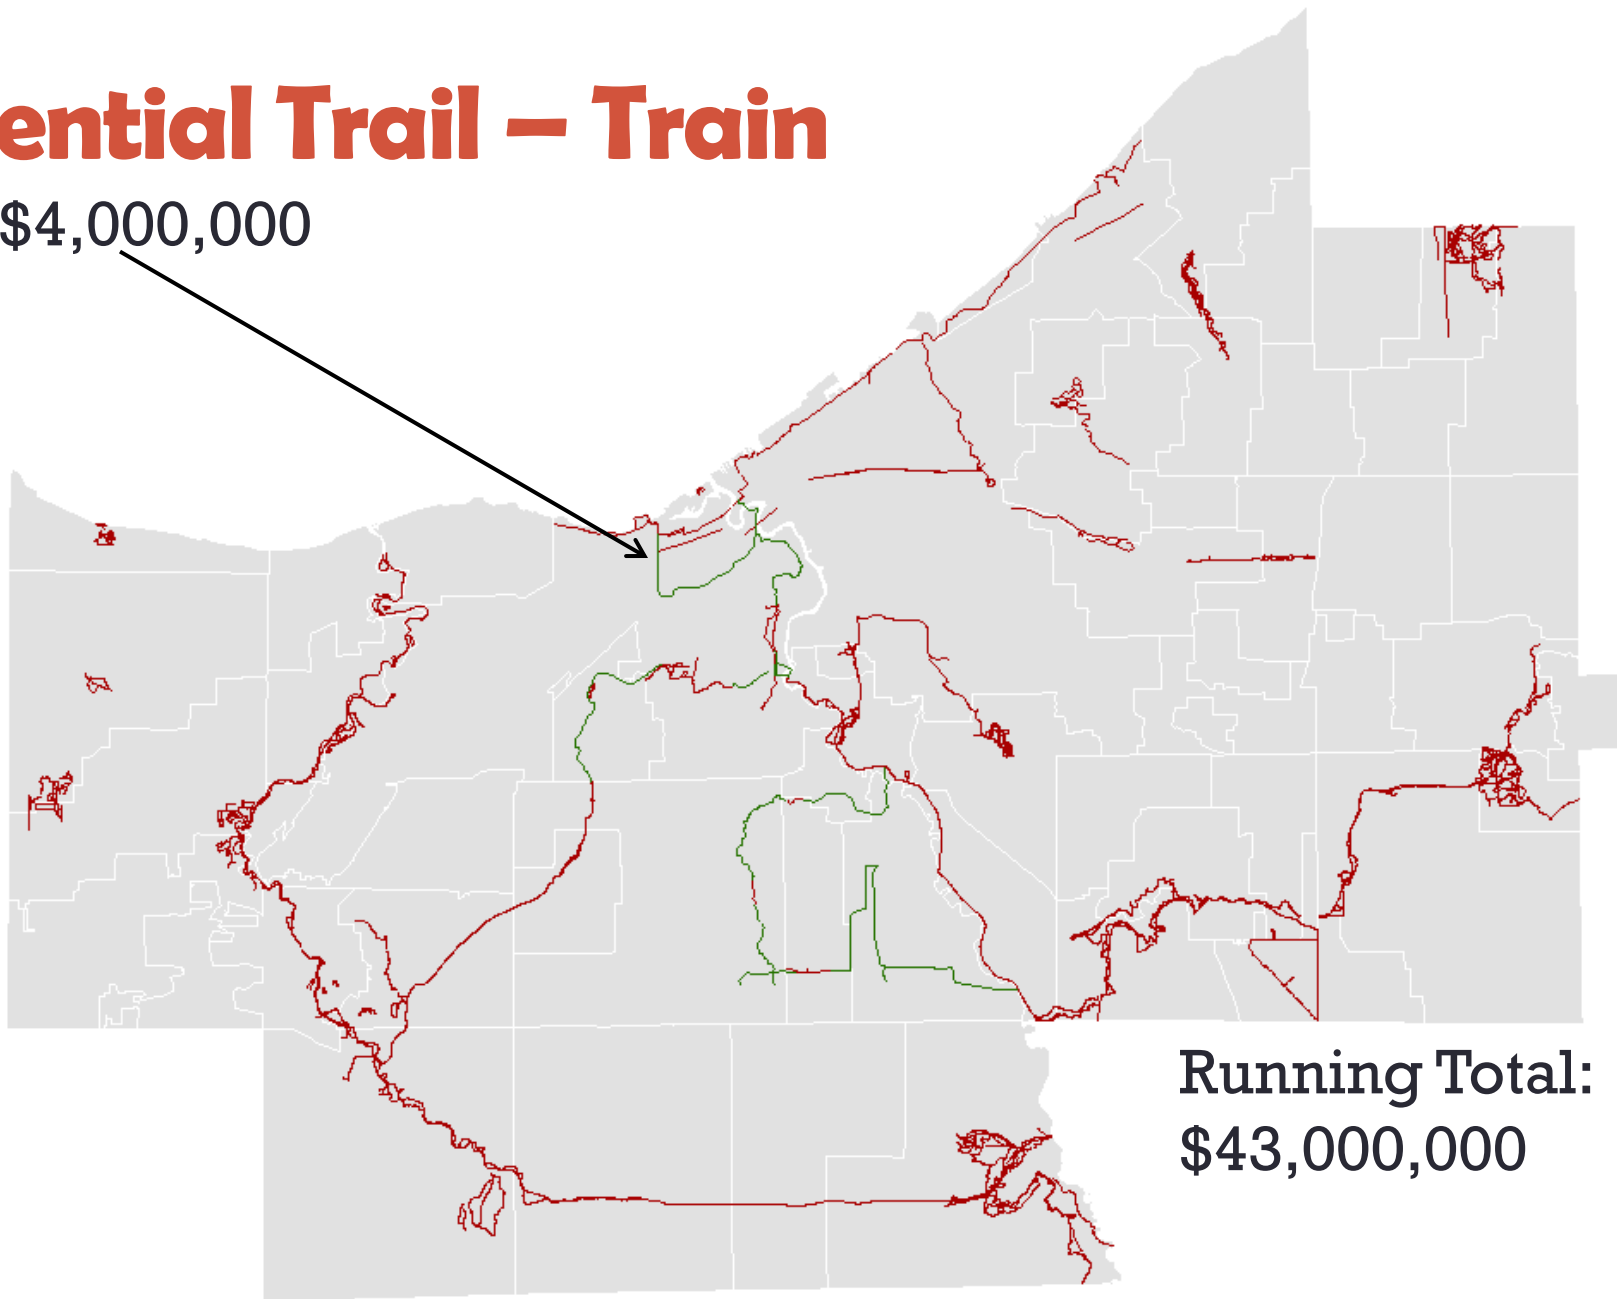 ential Trail – Train
$4,000,000
Running Total:
$43,000,000